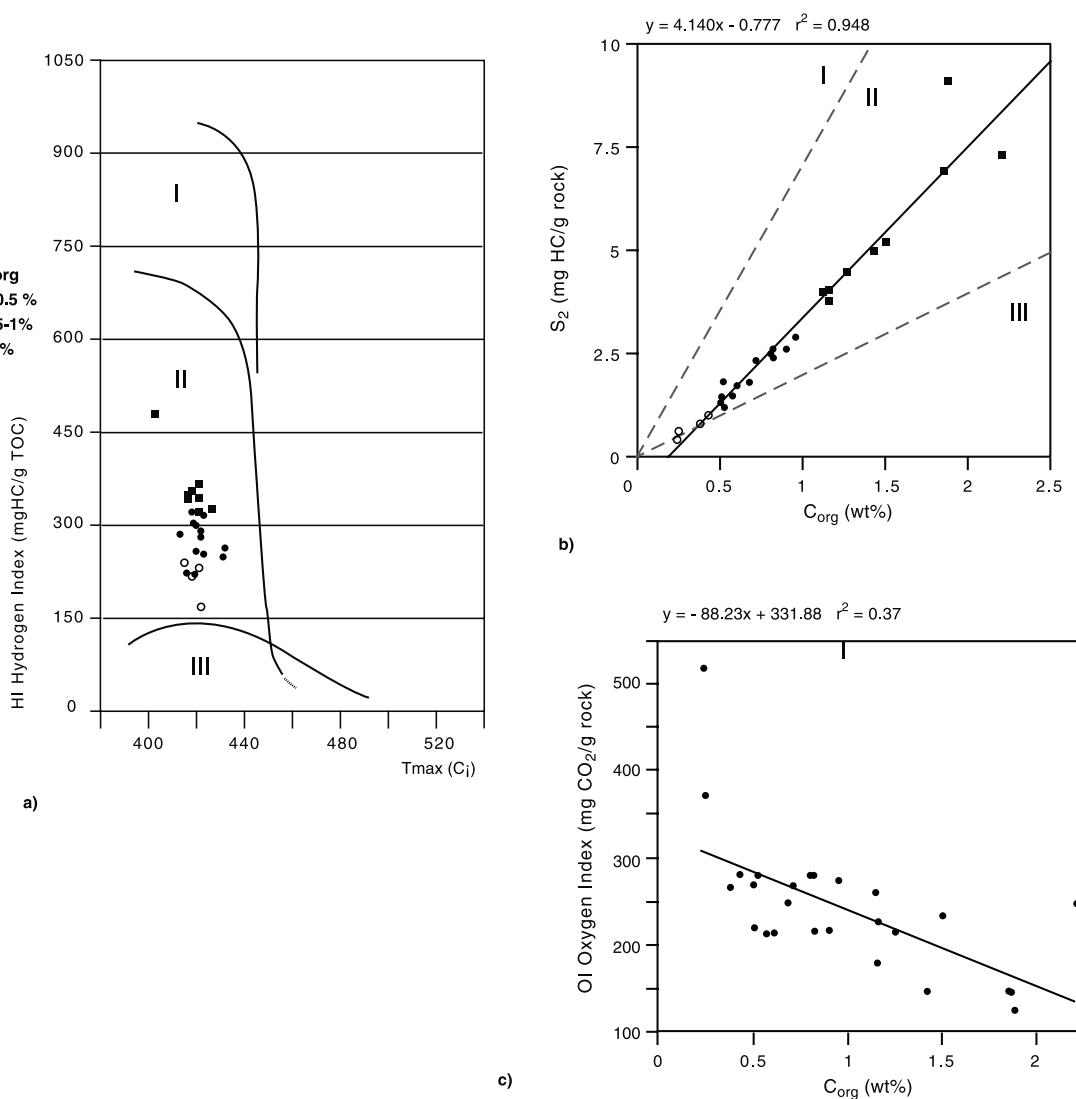 1050
900
750
600
450
300
150
0
HI Hydrogen Index (mgHC/g TOC)
I
II
III
org
0.5 %
5-1%
%
400
440
480
520
Tmax (C¡)
a)
y = 4.140x - 0.777 r² = 0.948
10
7.5
5
2.5
0
S₂ (mg HC/g rock)
I
II
III
0
0.5
1
1.5
2
2.5
C org (wt%)
b)
y = - 88.23x + 331.88 r² = 0.37
I
500
400
300
200
100
OI Oxygen Index (mg CO₂/g rock)
0
0.5
1
1.5
2
C org (wt%)
c)